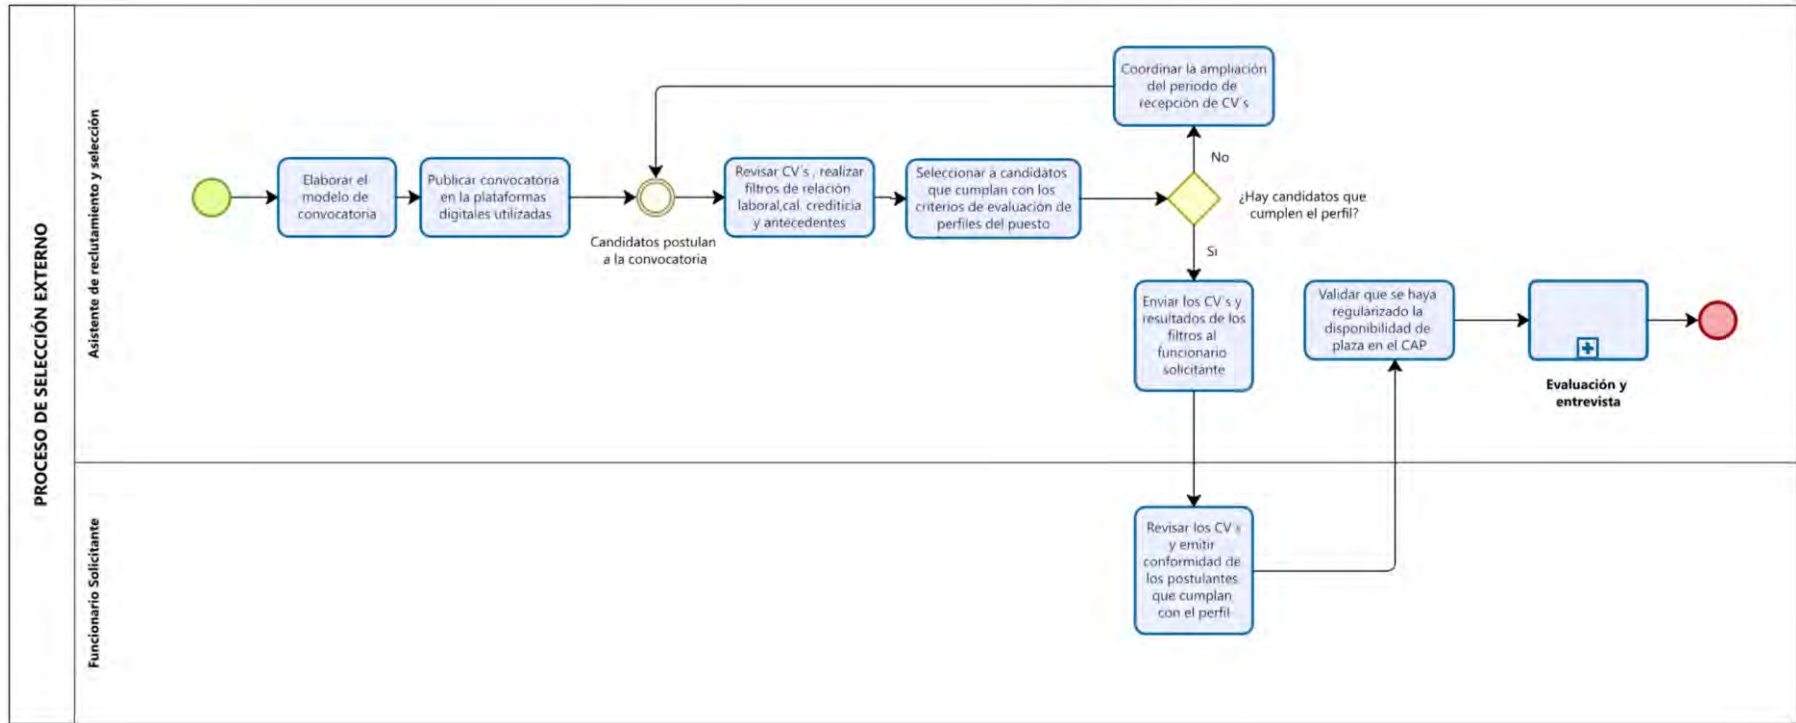 PROCESO DE SELECCIÓN EXTERNO
Asistente de reclutamiento y selección
Coordinar la ampliación
del periodo de
recepción de CV´s
Elaborar el
modelo de
convocatoria
Publicar convocatoria
en la plataformas
digitales utilizadas
Candidatos postulan
a la convocatoria
Revisar CV´s , realizar
filtros de relación
laboral,cal. crediticia
y antecedentes
Seleccionar a candidatos
que cumplan con los
criterios de evaluación de
perfiles del puesto
No
¿Hay candidatos que
cumplen el perfil?
Si
Enviar los CV´s y
resultados de los
filtros al
funcionario
solicitante
Validar que se haya
regularizado la
disponibilidad de
plaza en el CAP
Evaluación y
entrevista
Funcionario Solicitante
Revisar los CV´s
y emitir
conformidad de
los postulantes
que cumplan
con el perfil